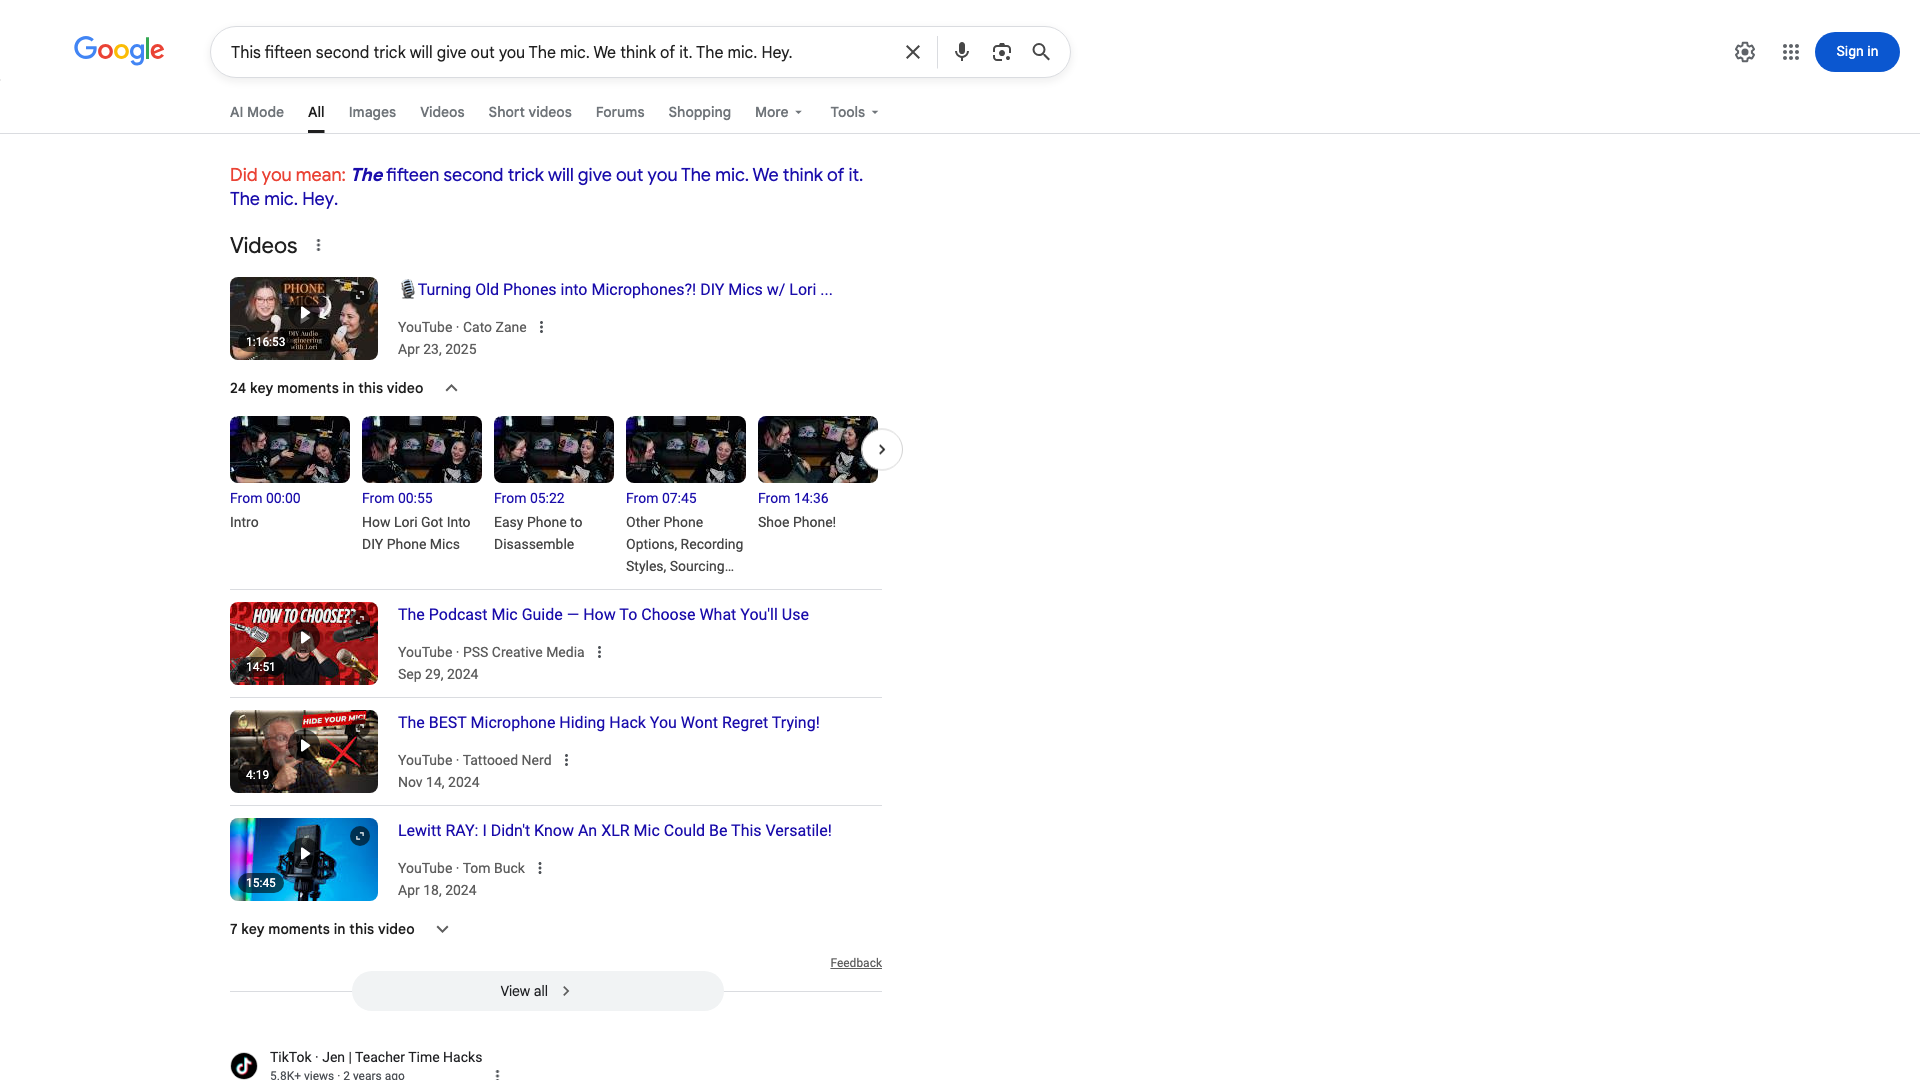 Google
This fifteen second trick will give out you The mic. We think of it. The mic. Hey.
Sign in
AI Mode All Images Videos Short videos Forums Shopping More Tools
Did you mean: The fifteen second trick will give out you The mic. We think of it.
The mic. Hey.
Videos
PHONE
MICS
DIY Audio
Engineering
with Lori
1:16:53
🎙️Turning Old Phones into Microphones?! DIY Mics w/ Lori ...
YouTube · Cato Zane
Apr 23, 2025
24 key moments in this video
From 00:00
Intro
From 00:55
How Lori Got Into
DIY Phone Mics
From 05:22
Easy Phone to
Disassemble
From 07:45
Other Phone
Options, Recording
Styles, Sourcing...
From 14:36
Shoe Phone!
HOW TO CHOOSE??
14:51
The Podcast Mic Guide — How To Choose What You'll Use
YouTube · PSS Creative Media
Sep 29, 2024
HIDE YOUR MIC!
4:19
The BEST Microphone Hiding Hack You Wont Regret Trying!
YouTube · Tattooed Nerd
Nov 14, 2024
15:45
Lewitt RAY: I Didn't Know An XLR Mic Could Be This Versatile!
YouTube · Tom Buck
Apr 18, 2024
7 key moments in this video
Feedback
View all
TikTok · Jen | Teacher Time Hacks
5.8K+ views · 2 years ago